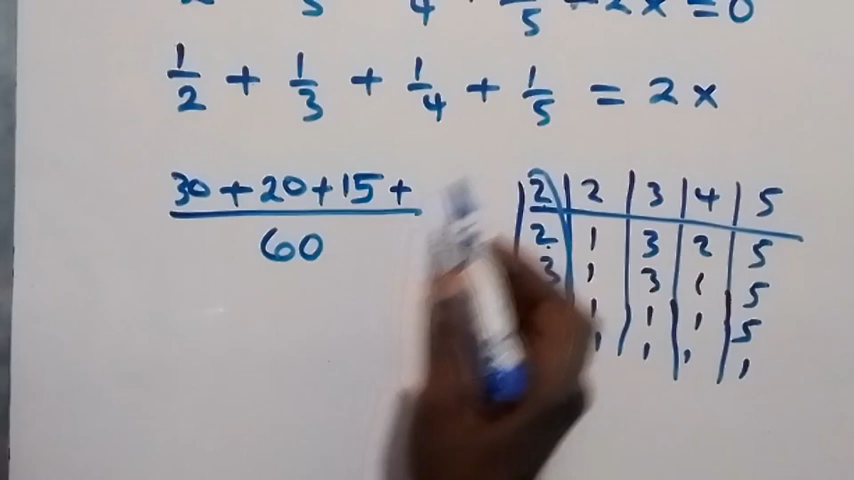 1/2 + 1/3 + 1/4 + 1/5 = 2x
30 + 20 + 15 +
60
2 | 2 | 3 | 4 | 5
2 | 1 | 3 | 2 | 5
3 | 1 | 3 | 1 | 5
1 | 1 | 1 | 5
1 | 1 | 1 | 1